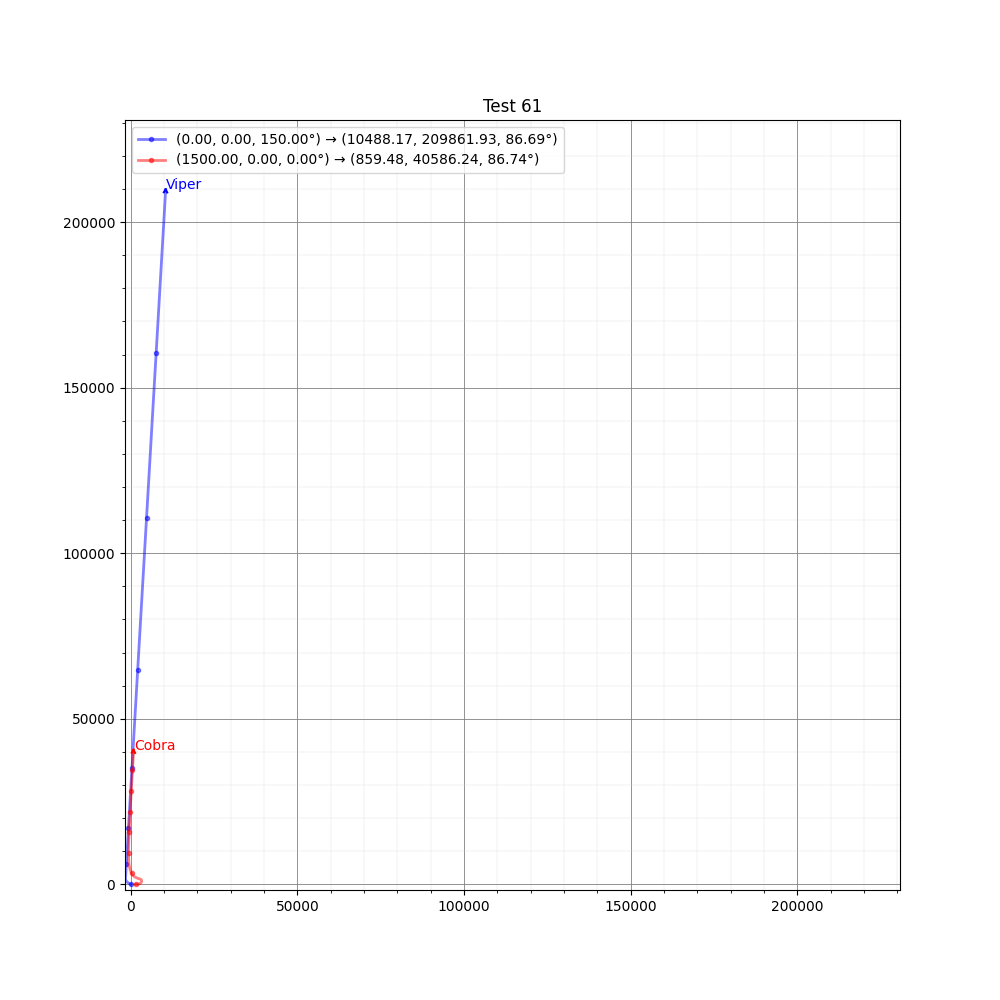 Test 61
(0.00, 0.00, 150.00°) → (10488.17, 209861.93, 86.69°)
(1500.00, 0.00, 0.00°) → (859.48, 40586.24, 86.74°)
Viper
200000
150000
100000
50000
Cobra
0
0 50000 100000 150000 200000